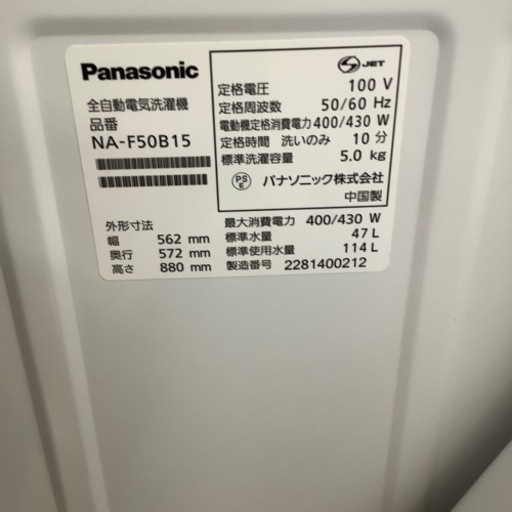 Panasonic
全自動電気洗濯機
品番
NA-F50B15
外形寸法
幅 562 mm
奥行 572 mm
高さ 880 mm
S JET
定格電圧 100 V
定格周波数 50/60 Hz
電動機定格消費電力 400/430 W
定格時間 洗いのみ 10 分
標準洗濯容量 5.0 kg
PS E パナソニック株式会社
中国製
最大消費電力 400/430 W
標準水量 47 L
標準使用水量 114 L
製造番号 2281400212